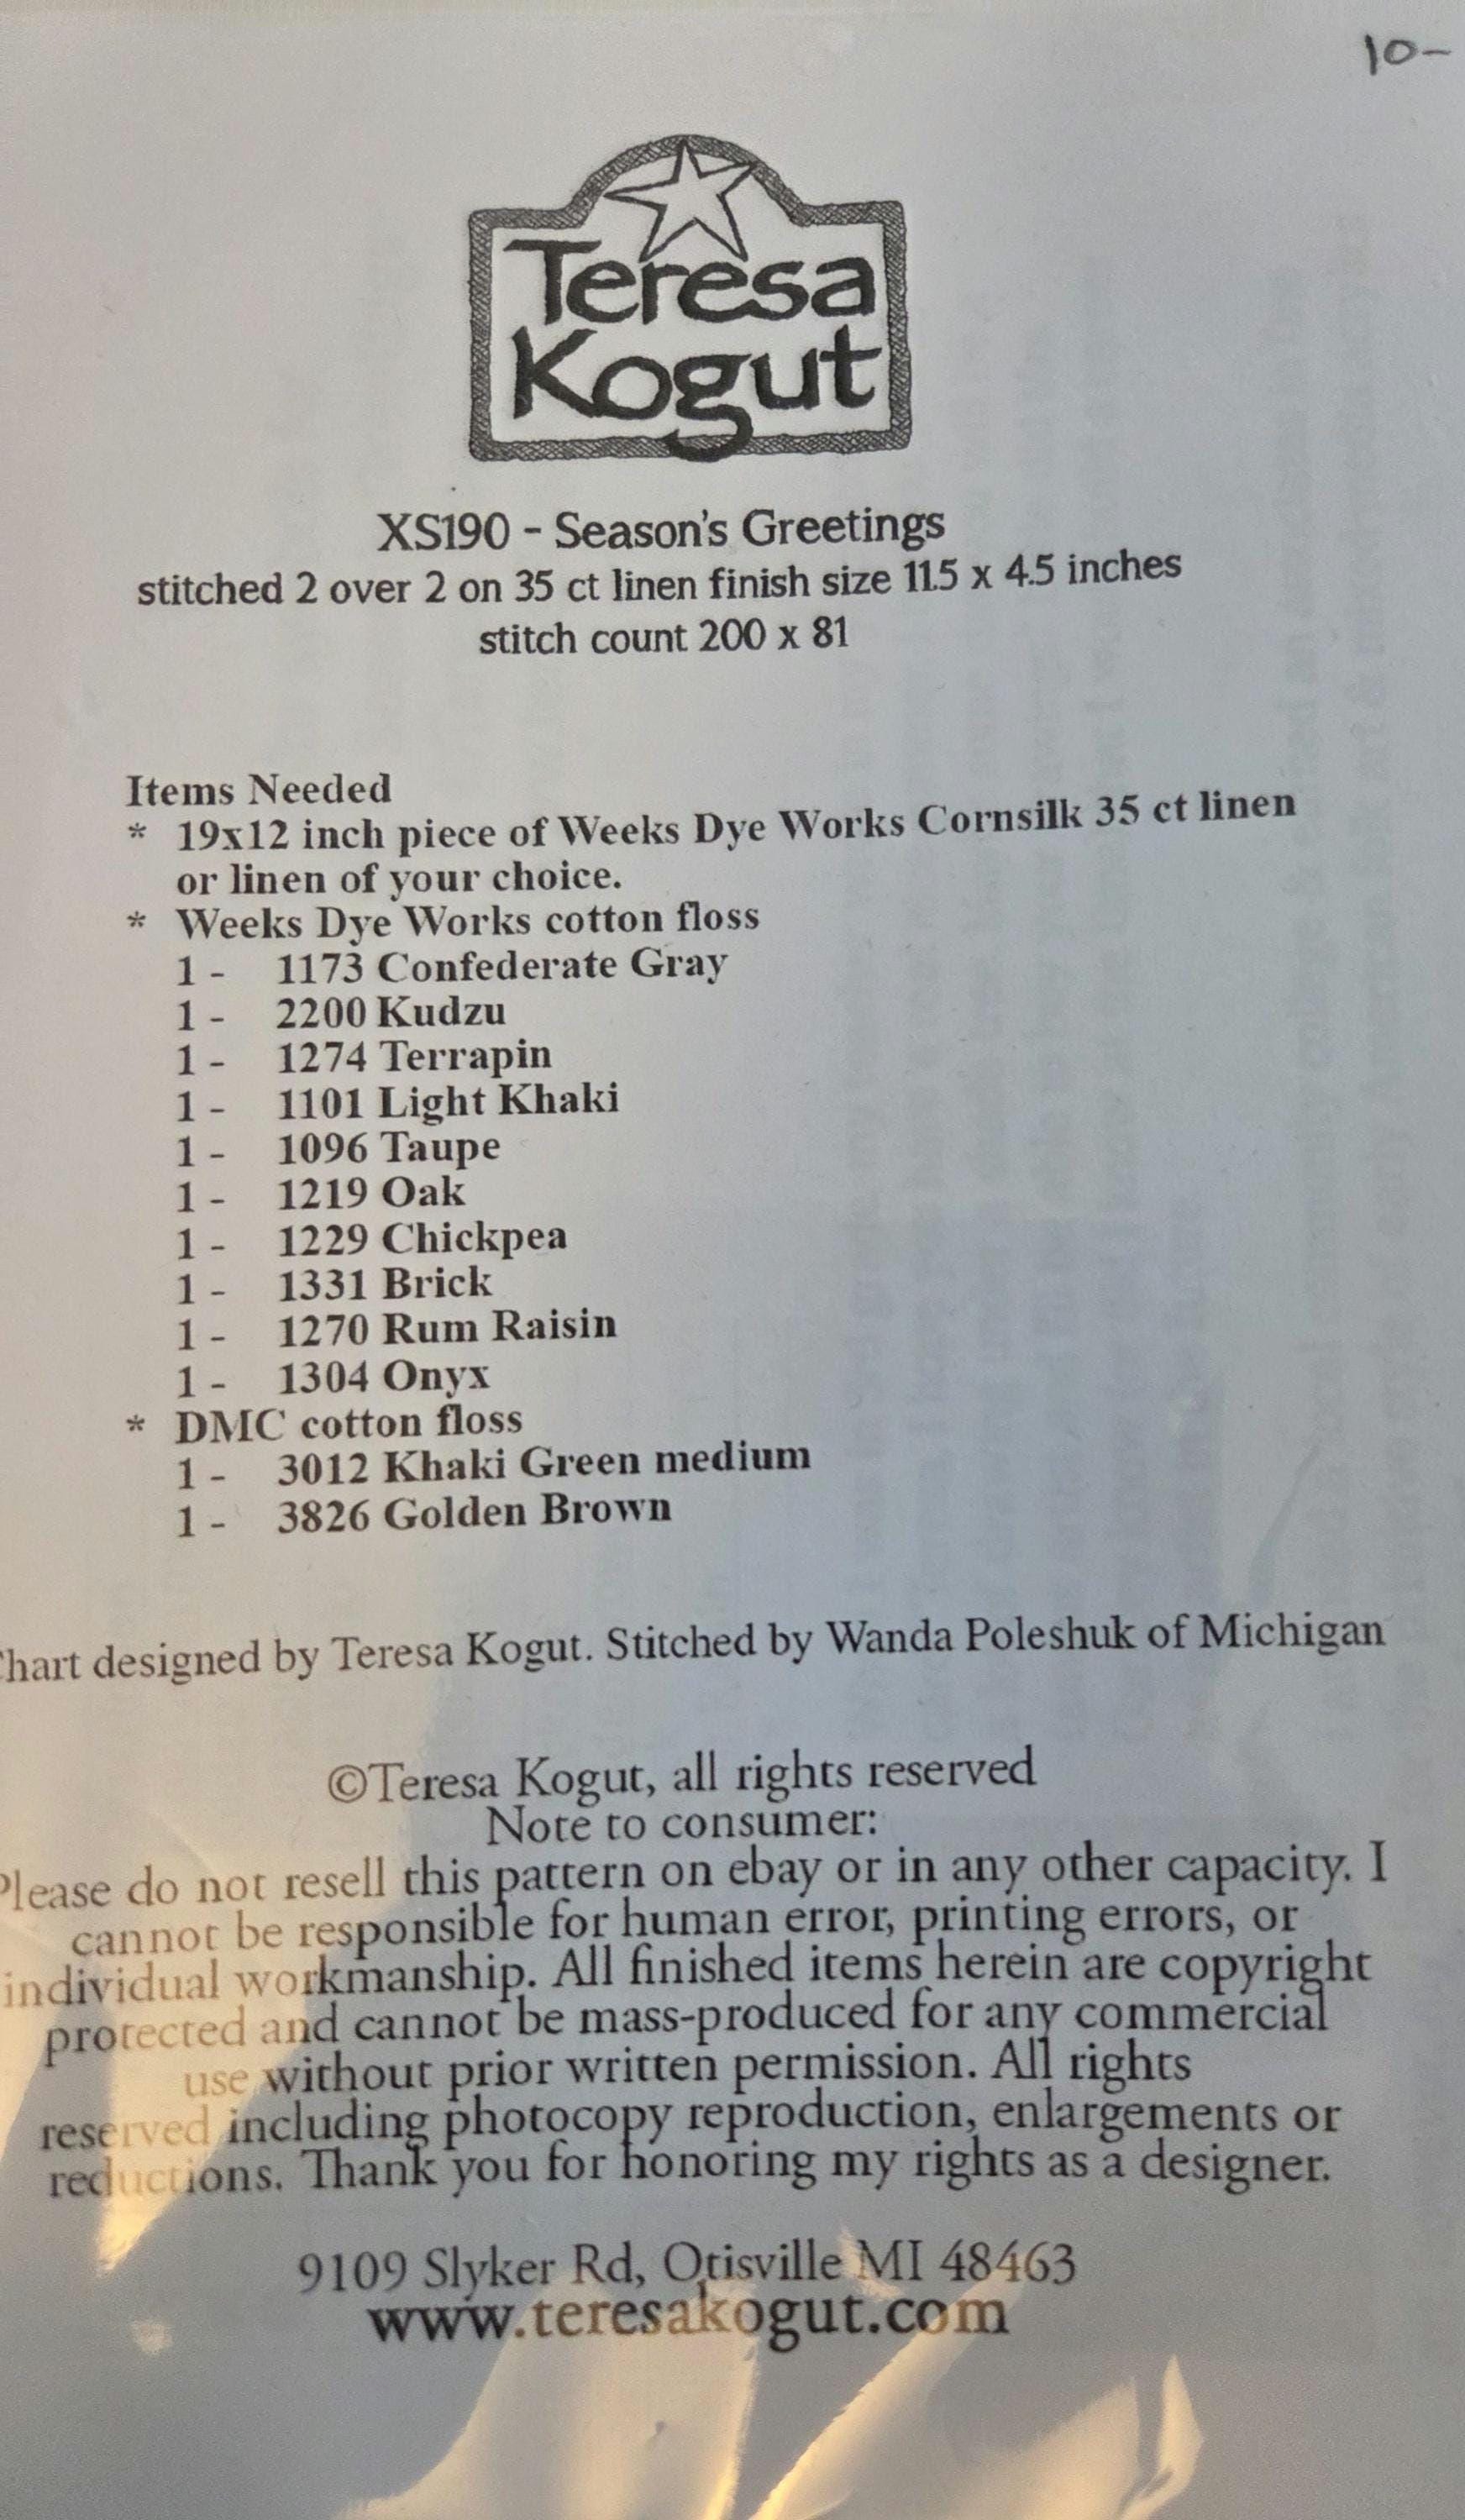 10-
Teresa
Kogut
XS190 - Season's Greetings
stitched 2 over 2 on 35 ct linen finish size 11.5 x 4.5 inches
stitch count 200 x 81
Items Needed
* 19x12 inch piece of Weeks Dye Works Cornsilk 35 ct linen
or linen of your choice.
* Weeks Dye Works cotton floss
1 - 1173 Confederate Gray
1 - 2200 Kudzu
1 - 1274 Terrapin
1 - 1101 Light Khaki
1 - 1096 Taupe
1 - 1219 Oak
1 - 1229 Chickpea
1 - 1331 Brick
1 - 1270 Rum Raisin
1 - 1304 Onyx
* DMC cotton floss
1 - 3012 Khaki Green medium
1 - 3826 Golden Brown
Chart designed by Teresa Kogut. Stitched by Wanda Poleshuk of Michigan
©Teresa Kogut, all rights reserved
Note to consumer:
Please do not resell this pattern on ebay or in any other capacity. I
cannot be responsible for human error, printing errors, or
individual workmanship. All finished items herein are copyright
protected and cannot be mass-produced for any commercial
use without prior written permission. All rights
reserved including photocopy reproduction, enlargements or
reductions. Thank you for honoring my rights as a designer.
9109 Slyker Rd, Otisville MI 48463
www.teresakogut.com